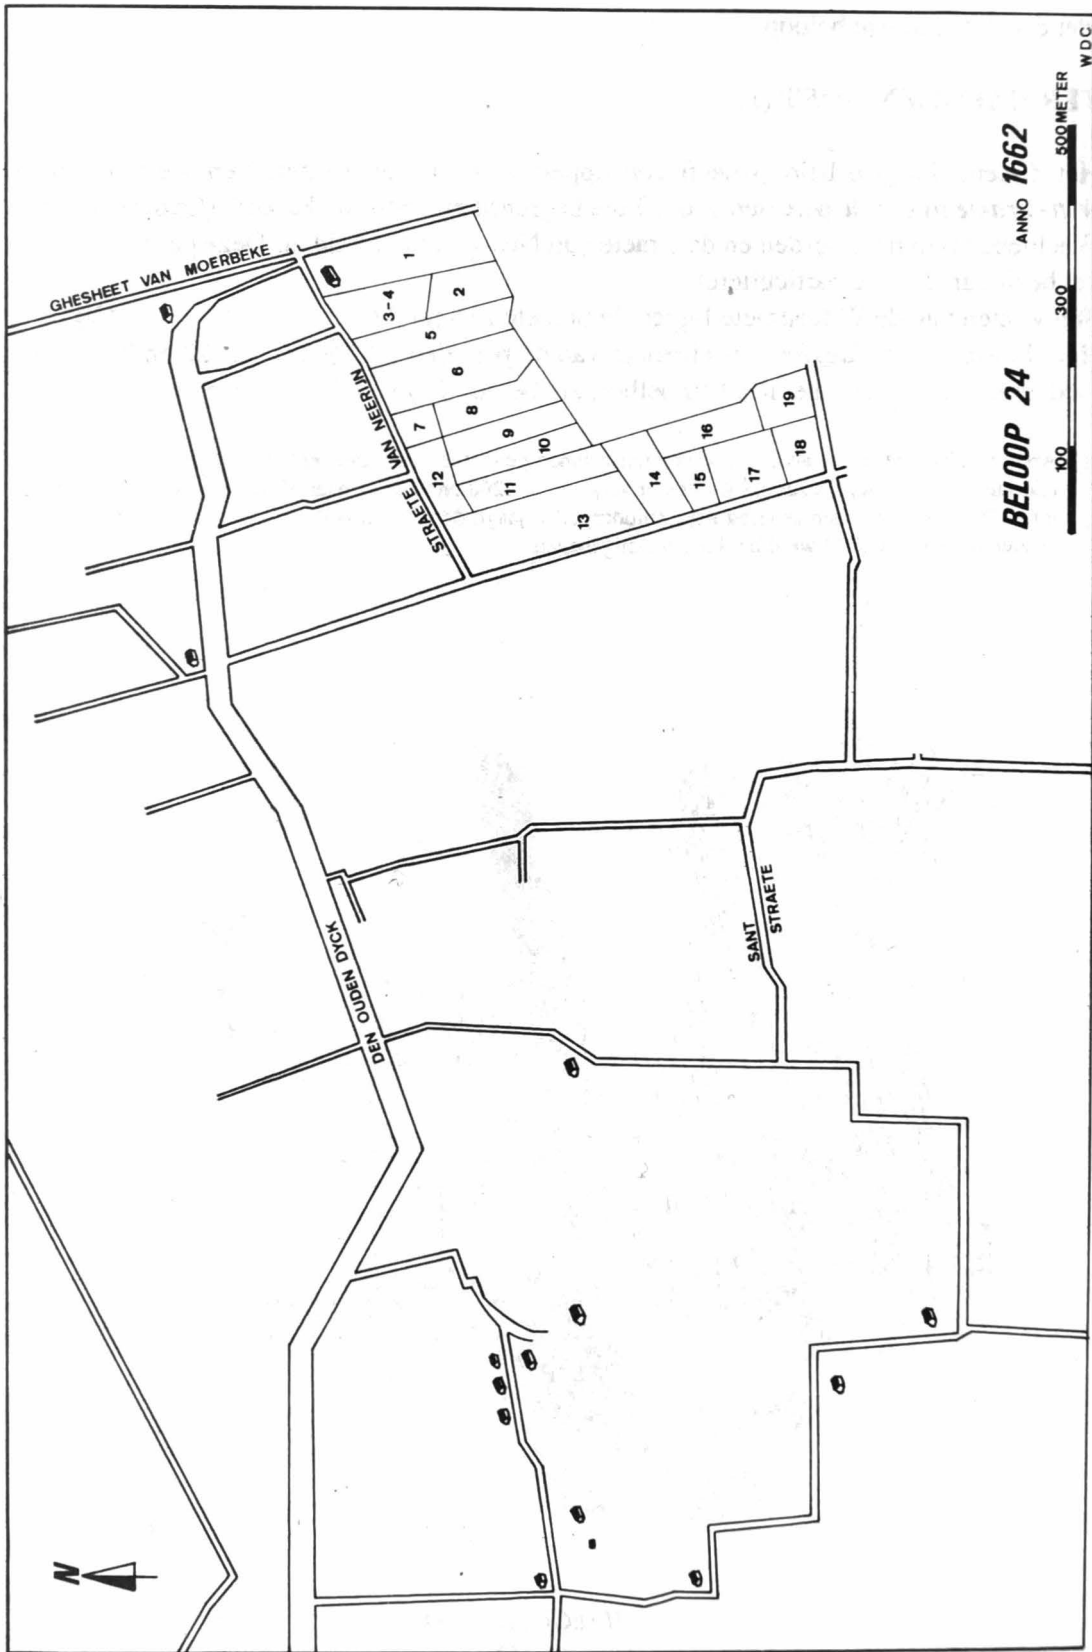 GHESHEET VAN MOERBEKE
STRAETE VAN NEERIJN
DEN OUDEN DYCK
SANT
STRAETE
1
2
3-4
5
6
7
8
9
10
11
12
13
14
15
16
17
18
19
N
BELOOP 24
ANNO 1662
100
300
500 METER
WDC